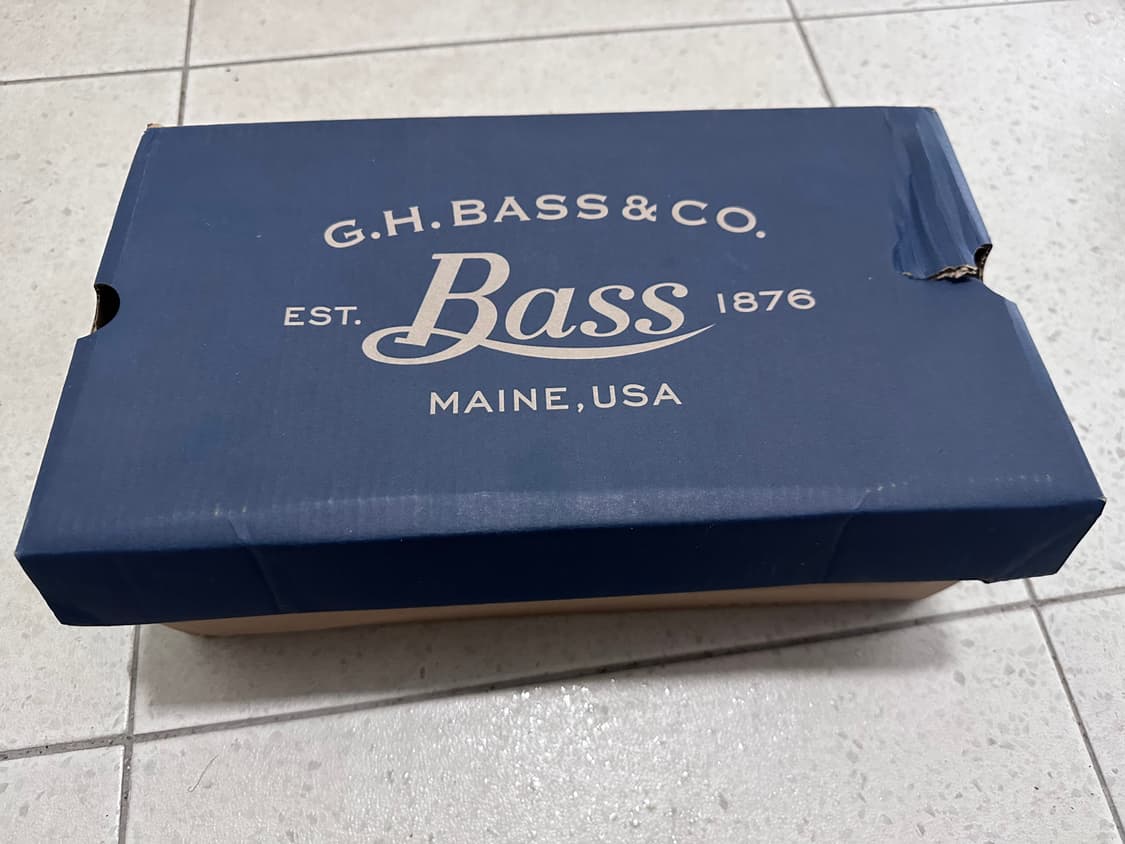 G.H. BASS & CO.
EST. Bass 1876
MAINE, USA